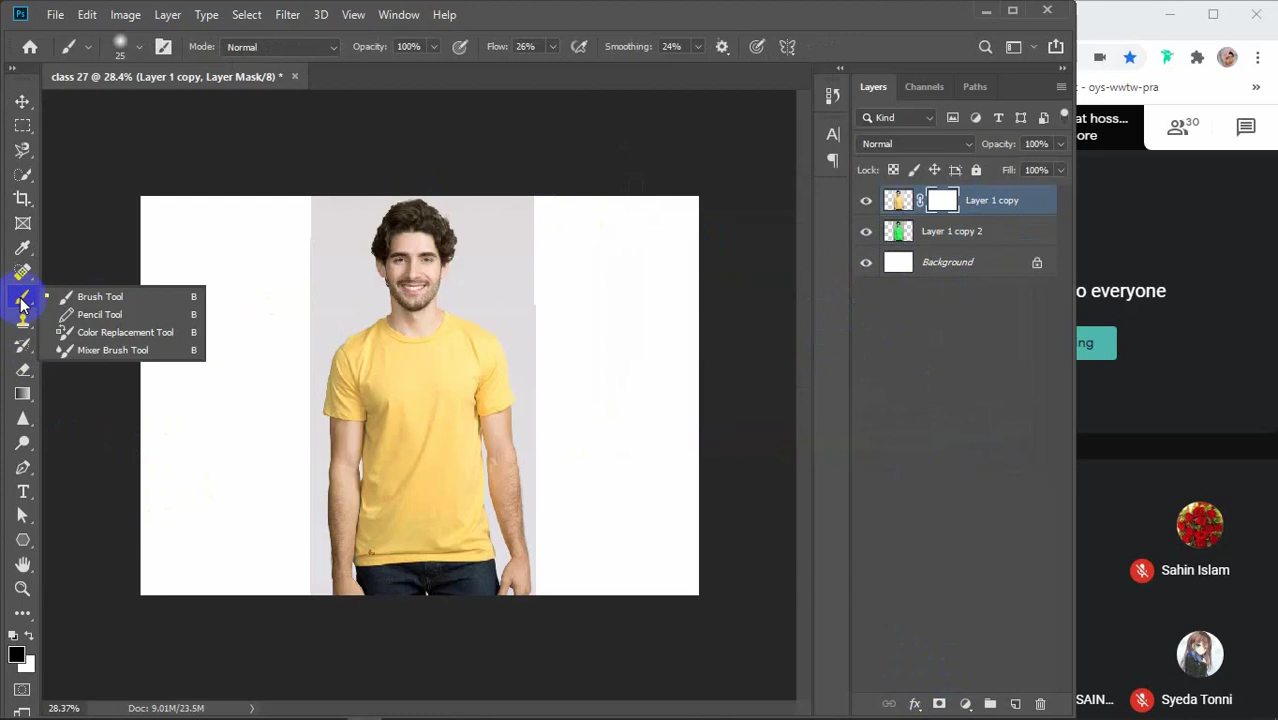 Ps File Edit Image Layer Type Select Filter 3D View Window Help
25 Mode: Normal Opacity: 100% Flow: 26% Smoothing: 24%
class 27 @ 28.4% (Layer 1 copy, Layer Mask/8) *
Layers Channels Paths
Kind
Normal Opacity: 100%
Lock: Fill: 100%
Layer 1 copy
Layer 1 copy 2
Background
Brush Tool B
Pencil Tool B
Color Replacement Tool B
Mixer Brush Tool B
28.37% Doc: 9.01M/23.5M
- oys-wwtw-pra
at hoss...
ore
30
o everyone
ng
Sahin Islam
SAIN...
Syeda Tonni